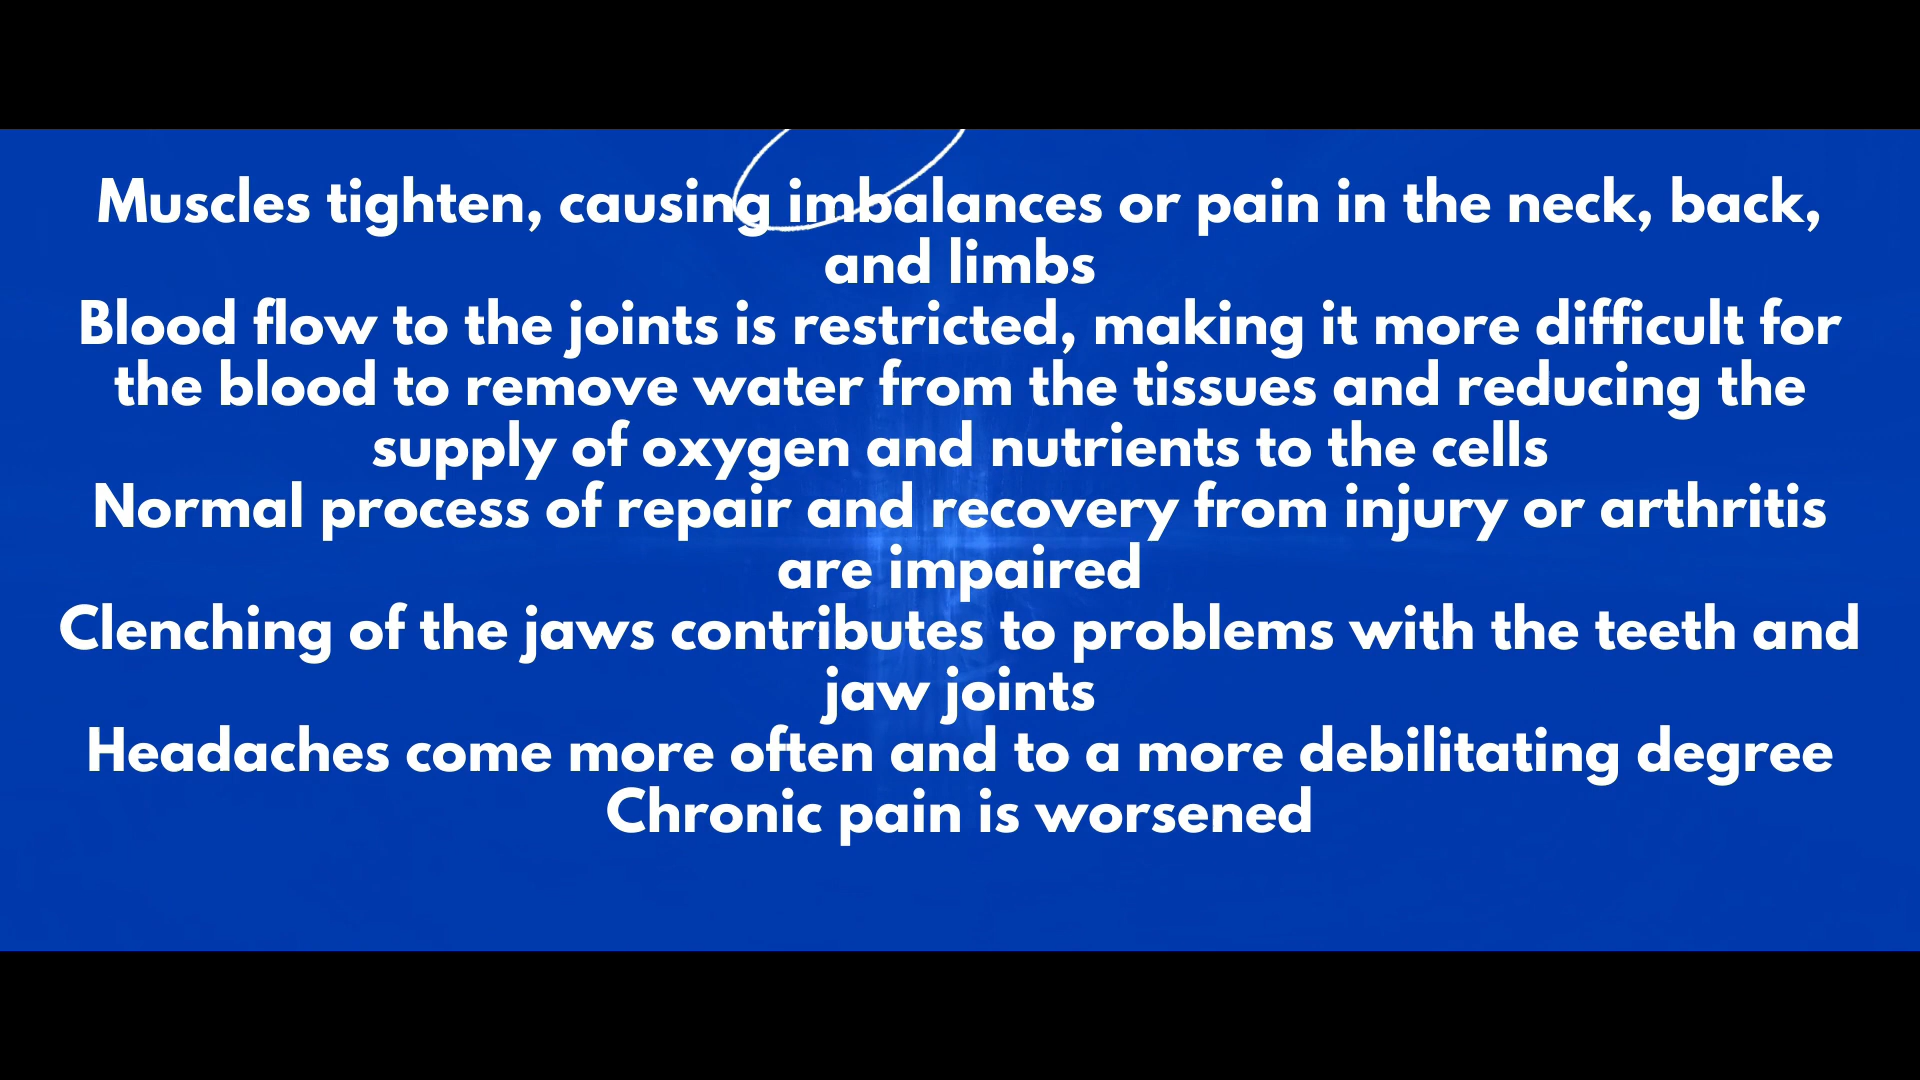 Muscles tighten, causing imbalances or pain in the neck, back,
and limbs
Blood flow to the joints is restricted, making it more difficult for
the blood to remove water from the tissues and reducing the
supply of oxygen and nutrients to the cells
Normal process of repair and recovery from injury or arthritis
are impaired
Clenching of the jaws contributes to problems with the teeth and
jaw joints
Headaches come more often and to a more debilitating degree
Chronic pain is worsened